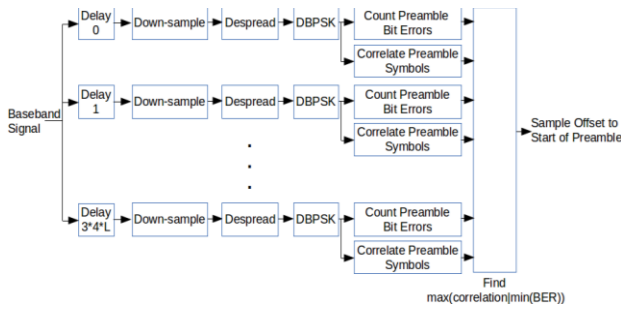 Delay
0
Down-sample
Despread
DBPSK
Count Preamble
Bit Errors
Correlate Preamble
Symbols
Baseband
Signal
Delay
1
Down-sample
Despread
DBPSK
Count Preamble
Bit Errors
Correlate Preamble
Symbols
Sample Offset to
Start of Preamble
Delay
3*4*L
Down-sample
Despread
DBPSK
Count Preamble
Bit Errors
Correlate Preamble
Symbols
Find
max(correlation|min(BER))